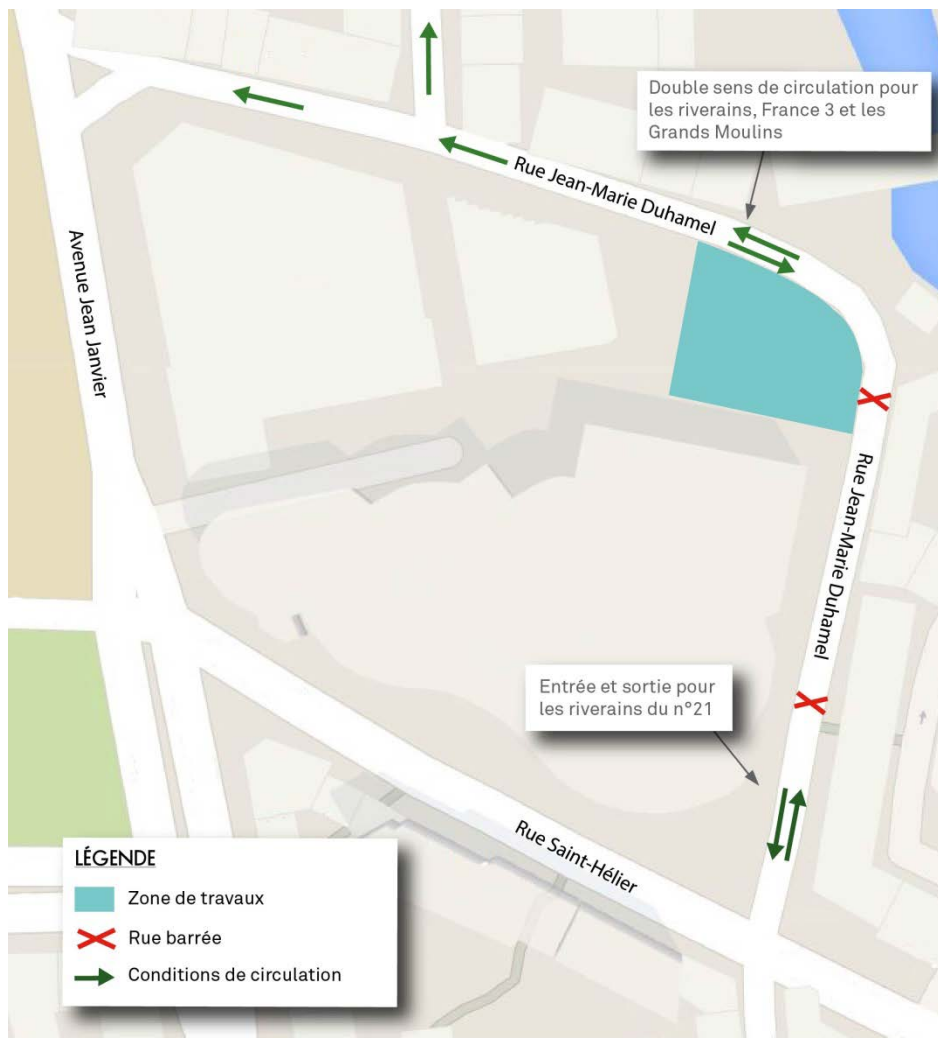 Double sens de circulation pour
les riverains, France 3 et les
Grands Moulins
Rue Jean-Marie Duhamel
Avenue Jean Janvier
Rue Jean-Marie Duhamel
Entrée et sortie pour
les riverains du n°21
Rue Saint-Hélier
LÉGENDE
Zone de travaux
Rue barrée
Conditions de circulation